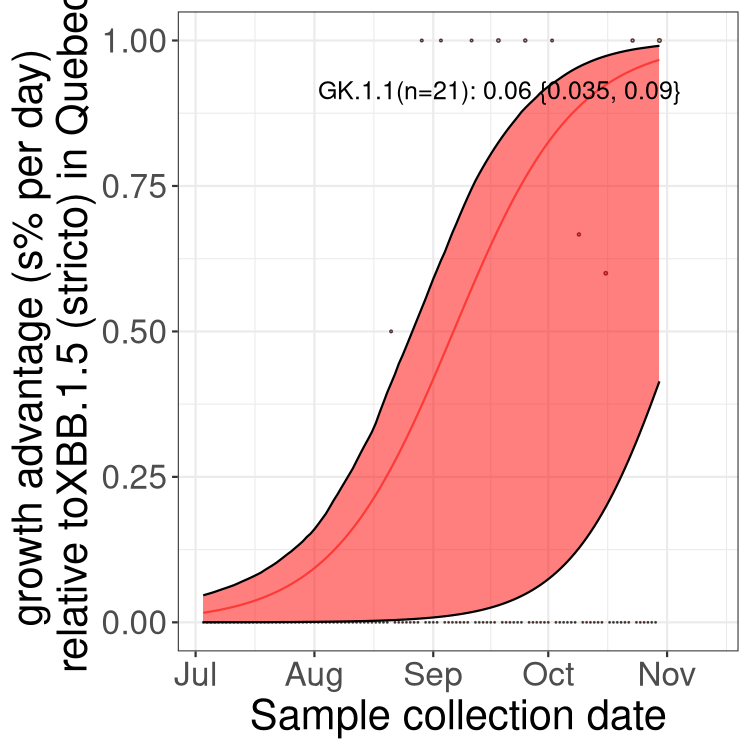 growth advantage (s% per day)
relative toXBB.1.5 (stricto) in Quebec
1.00
0.75
0.50
0.25
0.00
GK.1.1(n=21): 0.06 {0.035, 0.09}
Jul Aug Sep Oct Nov
Sample collection date